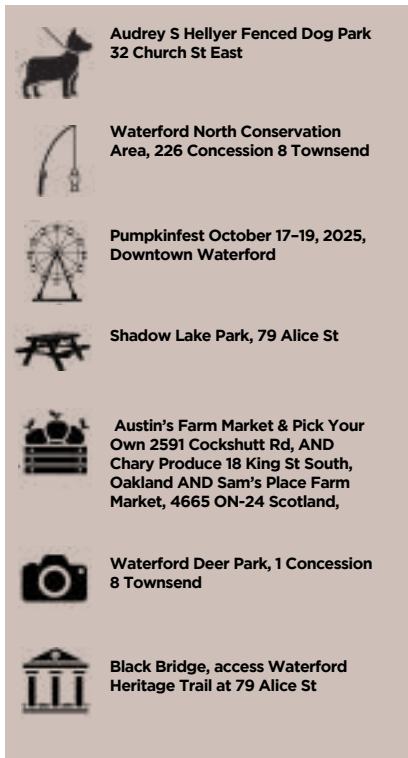 Audrey S Hellyer Fenced Dog Park
32 Church St East
Waterford North Conservation
Area, 226 Concession 8 Townsend
Pumpkinfest October 17–19, 2025,
Downtown Waterford
Shadow Lake Park, 79 Alice St
Austin’s Farm Market & Pick Your
Own 2591 Cockshutt Rd, AND
Chary Produce 18 King St South,
Oakland AND Sam’s Place Farm
Market, 4665 ON-24 Scotland,
Waterford Deer Park, 1 Concession
8 Townsend
Black Bridge, access Waterford
Heritage Trail at 79 Alice St